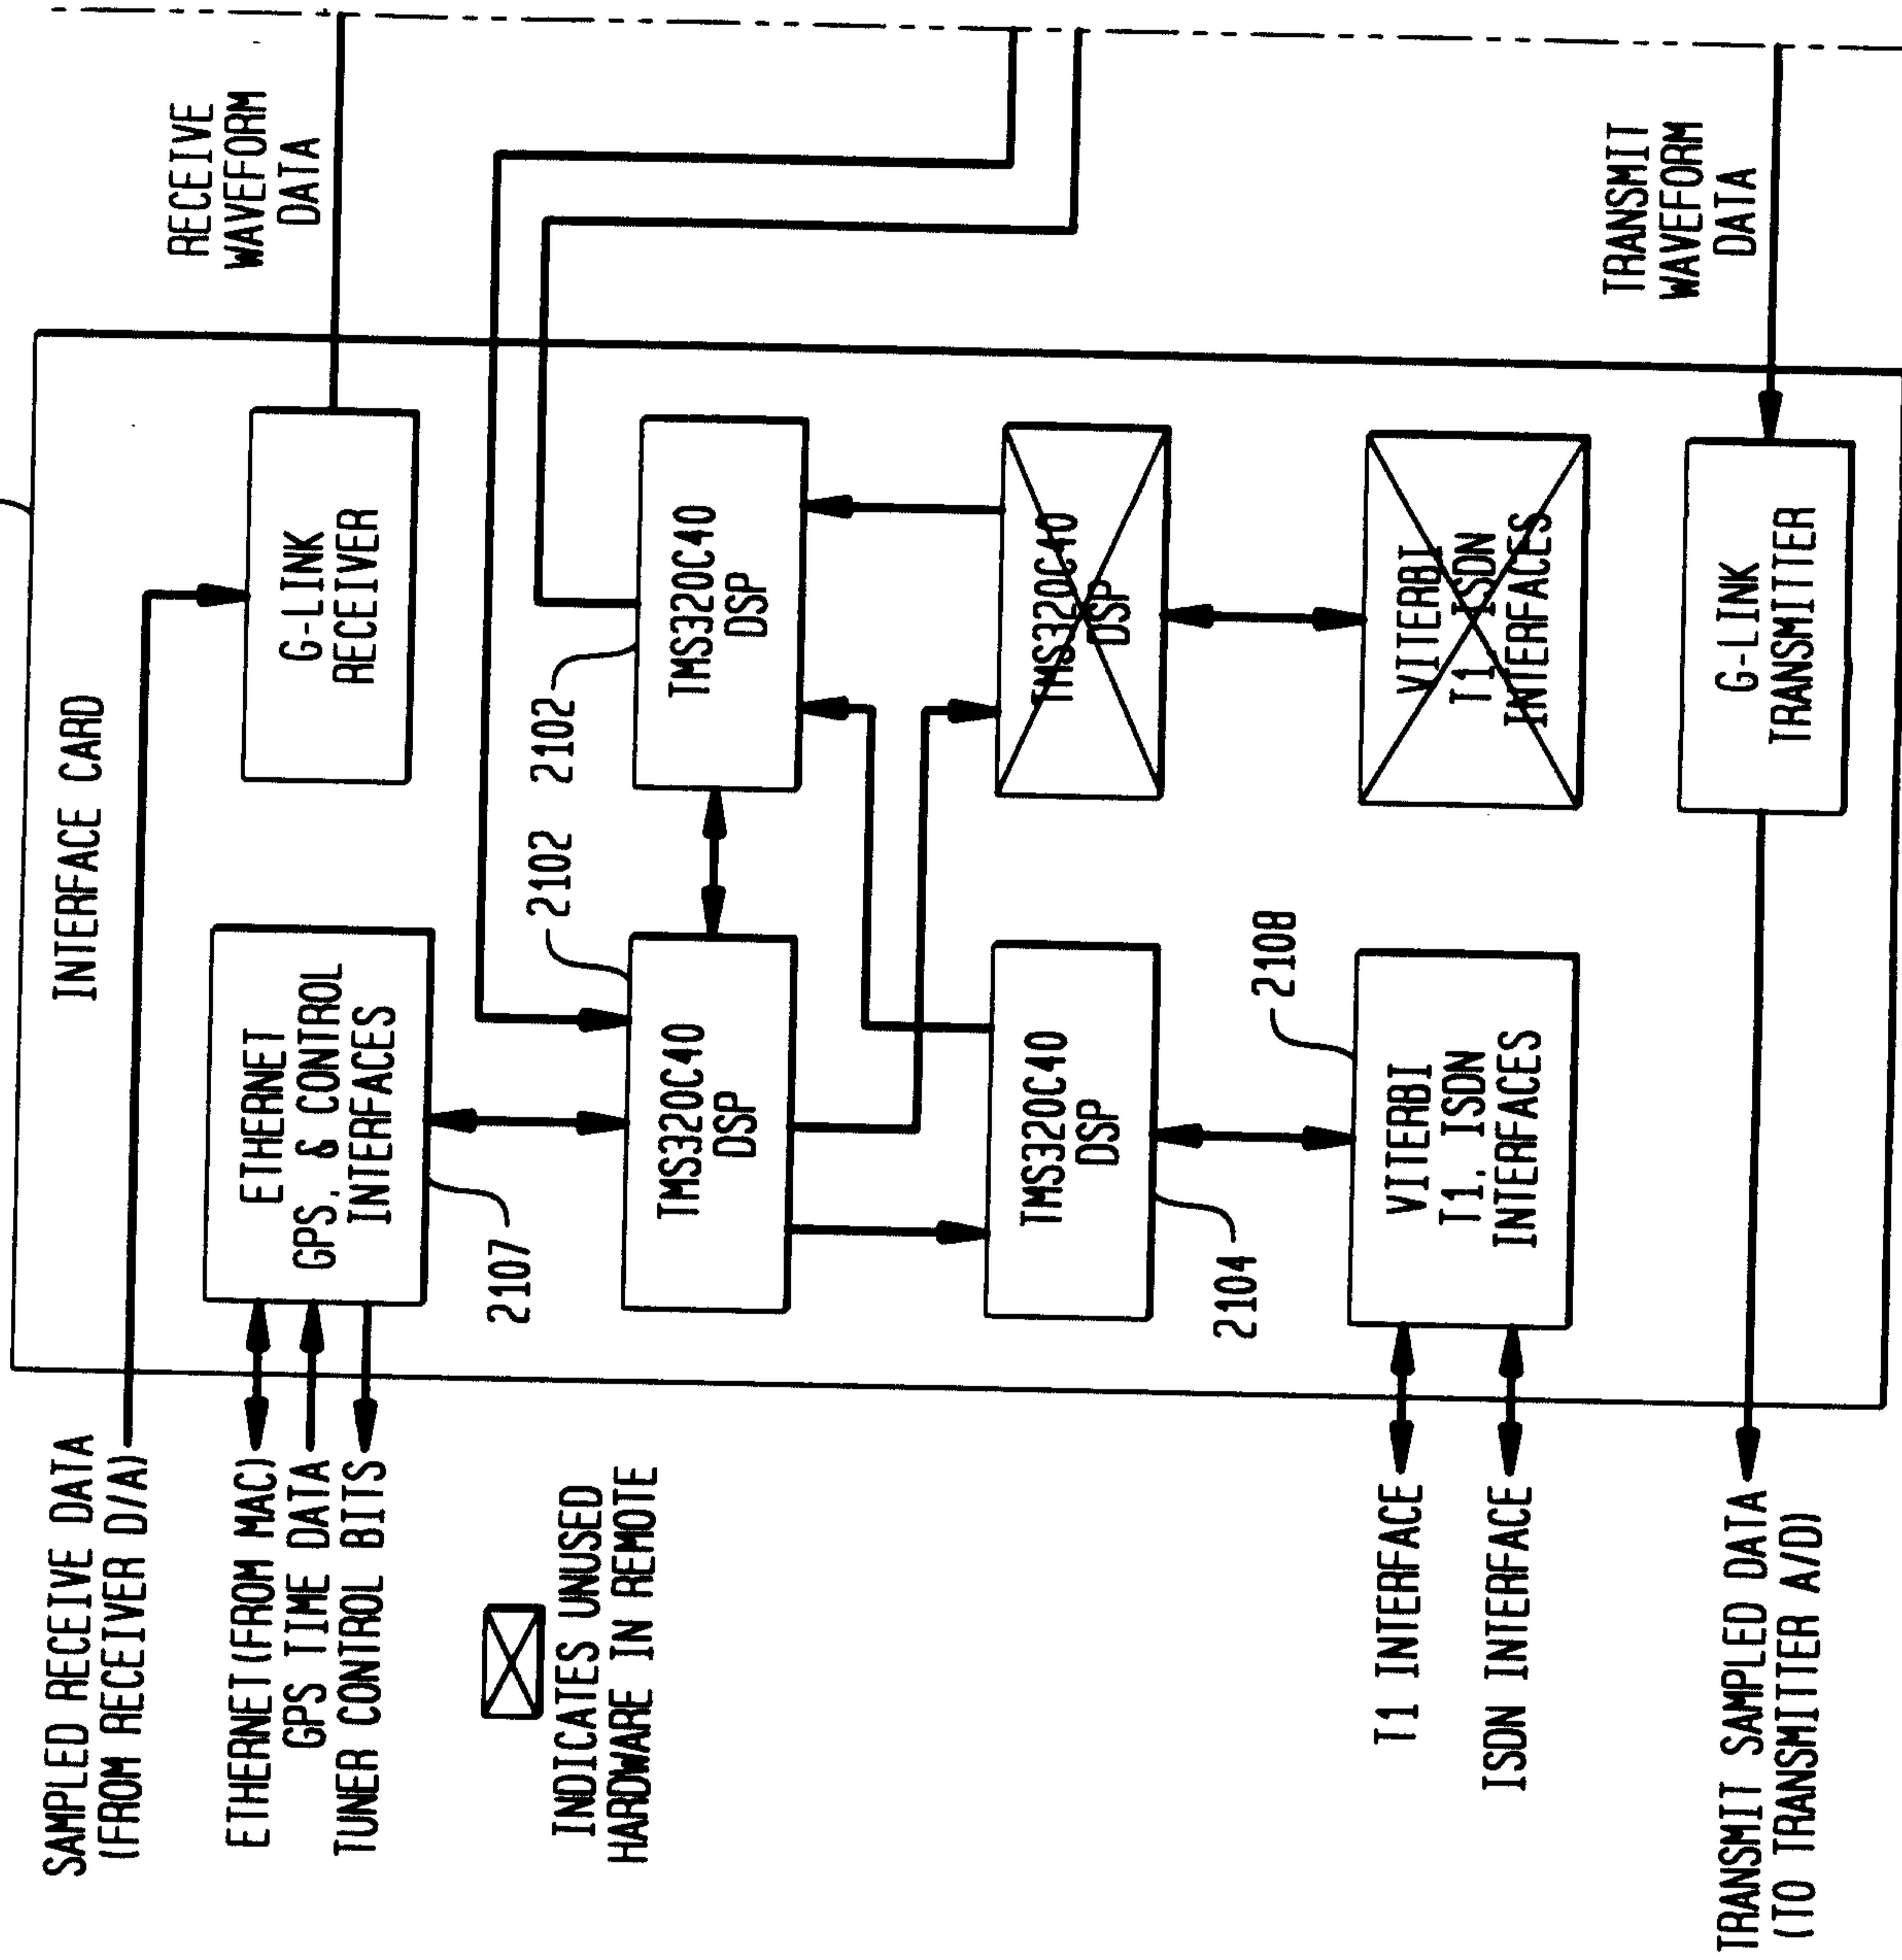 INTERFACE CARD
SAMPLED RECEIVE DATA
(FROM RECEIVER D/A)
ETHERNET(FROM MAC)
GPS TIME DATA
TUNER CONTROL BITS
ETHERNET
GPS, & CONTROL
INTERFACES
2107
G-LINK
RECEIVER
RECEIVE
WAVEFORM
DATA
INDICATES UNUSED
HARDWARE IN REMOTE
2102
2102
TMS320C40
DSP
TMS320C40
DSP
TMS320C40
DSP
2104
TMS320C40
DSP
2108
T1 INTERFACE
ISDN INTERFACE
VITERBI
T1, ISDN
INTERFACES
VITERBI
T1, ISDN
INTERFACES
TRANSMIT
WAVEFORM
DATA
G-LINK
TRANSMITTER
TRANSMIT SAMPLED DATA
(TO TRANSMITTER A/D)